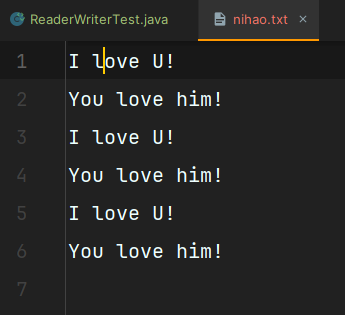 ReaderWriterTest.java
nihao.txt
1 I love U!
2 You love him!
3 I love U!
4 You love him!
5 I love U!
6 You love him!
7